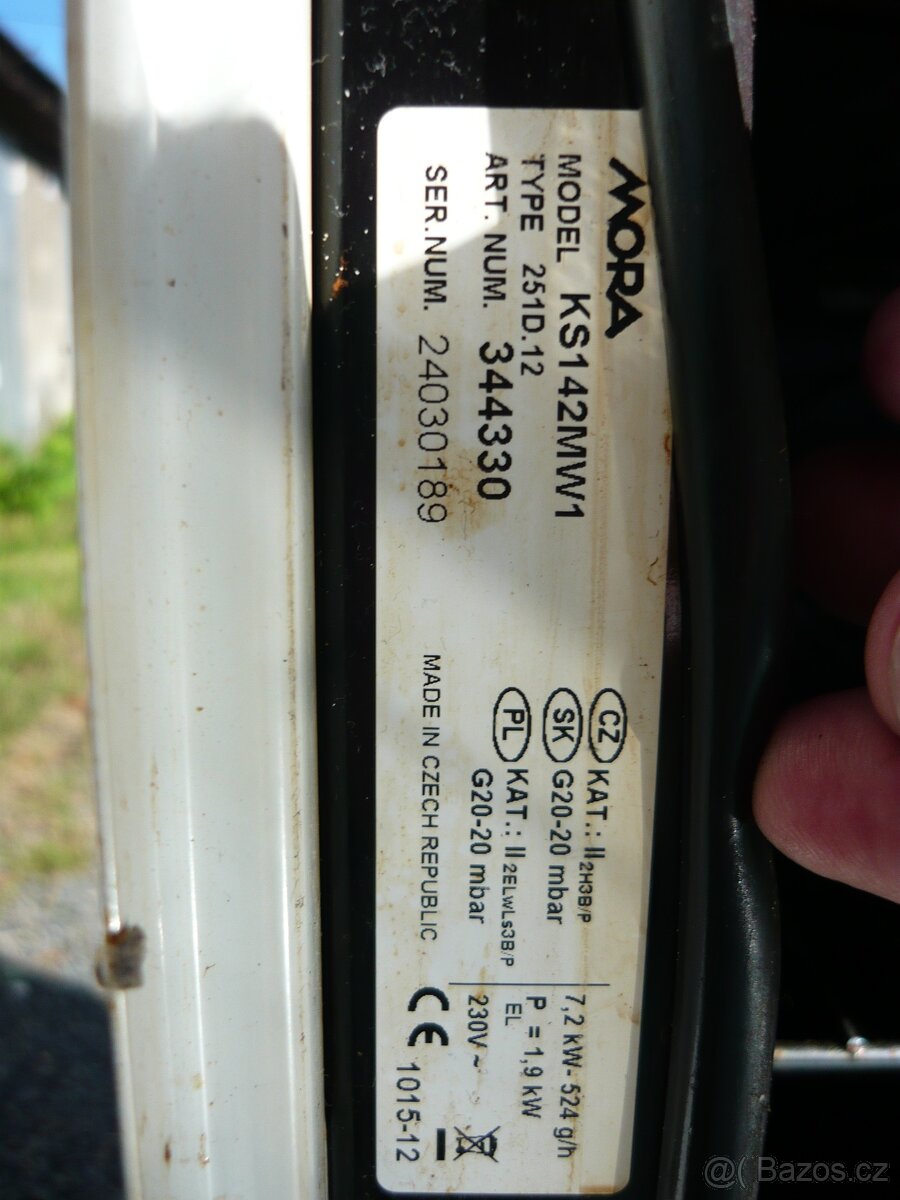 MORA
MODEL KS142MW1
TYPE 251D.12
ART. NUM. 344330
SER.NUM. 24030189
MADE IN CZECH REPUBLIC
CZ KAT.: II2H3B/P
SK G20-20 mbar
PL KAT.: II2ELwLs3B/P
G20-20 mbar
7,2 kW- 524 g/h
P EL = 1,9 kW
230V ~
CE 1015-12
@( Bazos.cz